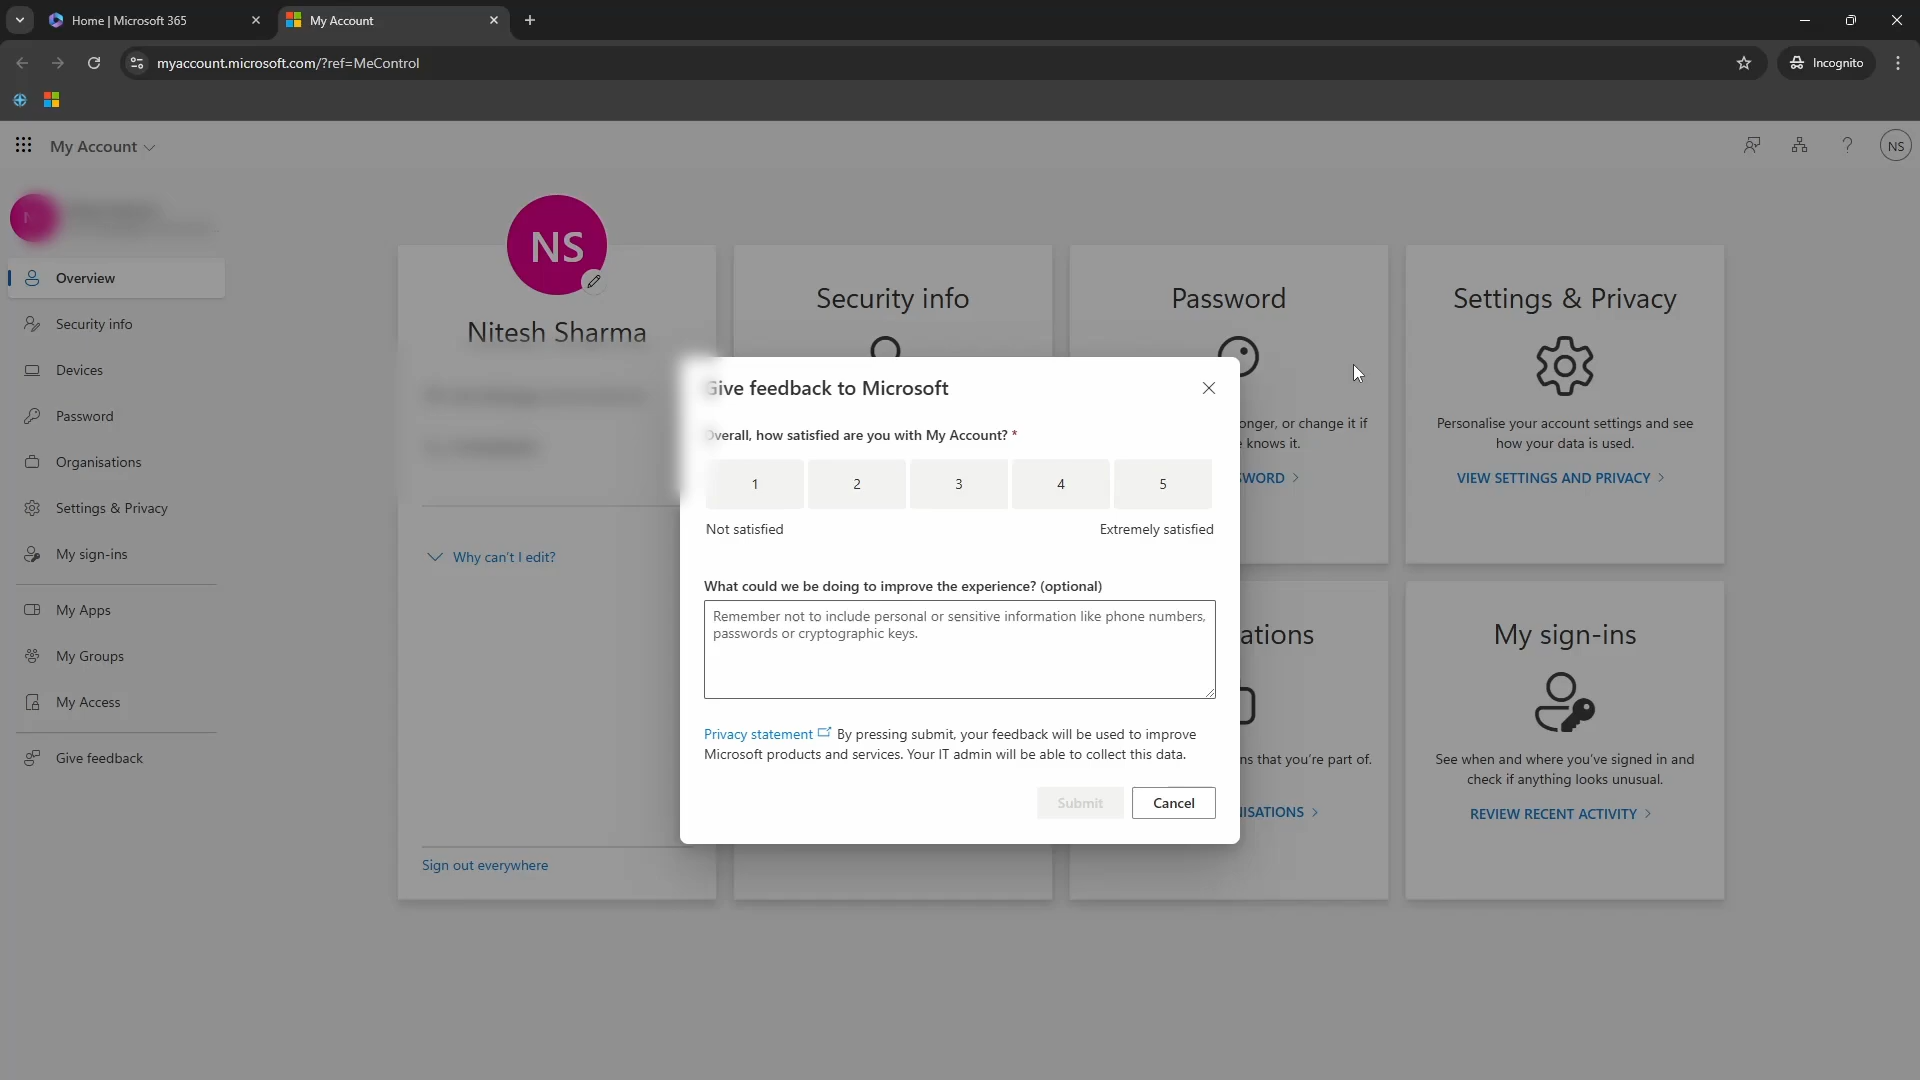 Home | Microsoft 365
My Account
myaccount.microsoft.com/?ref=MeControl
Incognito
My Account
NS
Overview
Security info
Devices
Password
Organisations
Settings & Privacy
My sign-ins
My Apps
My Groups
My Access
Give feedback
NS
Nitesh Sharma
Why can't I edit?
Sign out everywhere
Security info
Password
onger, or change it if
knows it.
WORD >
Settings & Privacy
Personalise your account settings and see
how your data is used.
VIEW SETTINGS AND PRIVACY >
ations
ns that you're part of.
ISATIONS >
My sign-ins
See when and where you've signed in and
check if anything looks unusual.
REVIEW RECENT ACTIVITY >
Give feedback to Microsoft
Overall, how satisfied are you with My Account? *
1 2 3 4 5
Not satisfied Extremely satisfied
What could we be doing to improve the experience? (optional)
Remember not to include personal or sensitive information like phone numbers,
passwords or cryptographic keys.
Privacy statement By pressing submit, your feedback will be used to improve
Microsoft products and services. Your IT admin will be able to collect this data.
Submit Cancel